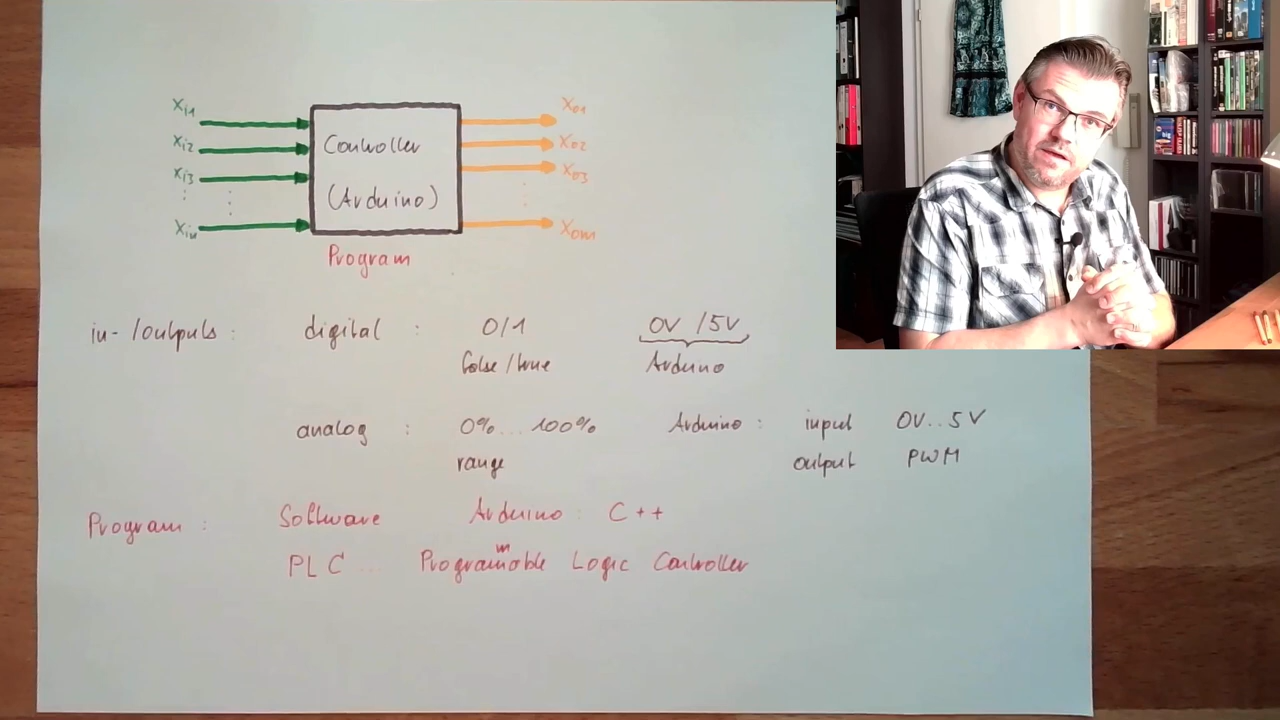 Xi1
Xi2
Xi3
Xin
Controller
(Arduino)
Program
Xo1
Xo2
Xo3
Xom
in-/outputs : digital : 0/1 0V/5V
false/true Arduino
analog : 0%...100% Arduino : input 0V..5V
range output PWM
Program : Software Arduino : C++
PLC ... Programmable Logic Controller